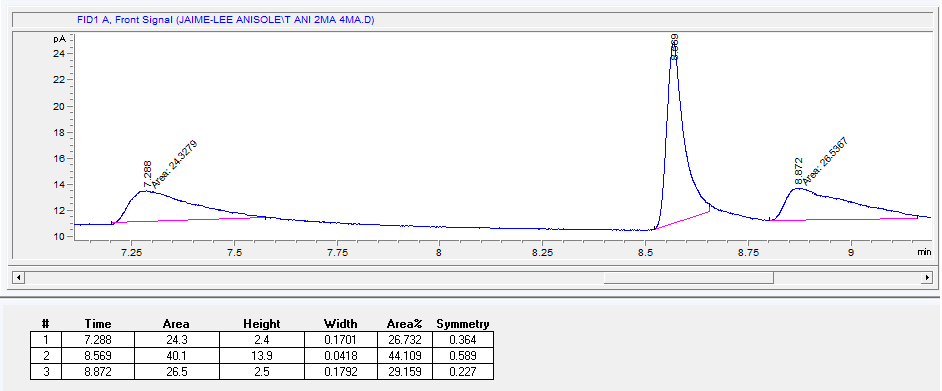 FID1 A, Front Signal (JAIME-LEE ANISOLE\T ANI 2MA 4MA.D)
pA
24
22
20
18
16
14
12
10
7.288
Area: 24.3279
8.569
8.872
Area: 26.5367
7.25 7.5 7.75 8 8.25 8.5 8.75 9 min
# Time Area Height Width Area% Symmetry
1 7.288 24.3 2.4 0.1701 26.732 0.364
2 8.569 40.1 13.9 0.0418 44.109 0.589
3 8.872 26.5 2.5 0.1792 29.159 0.227